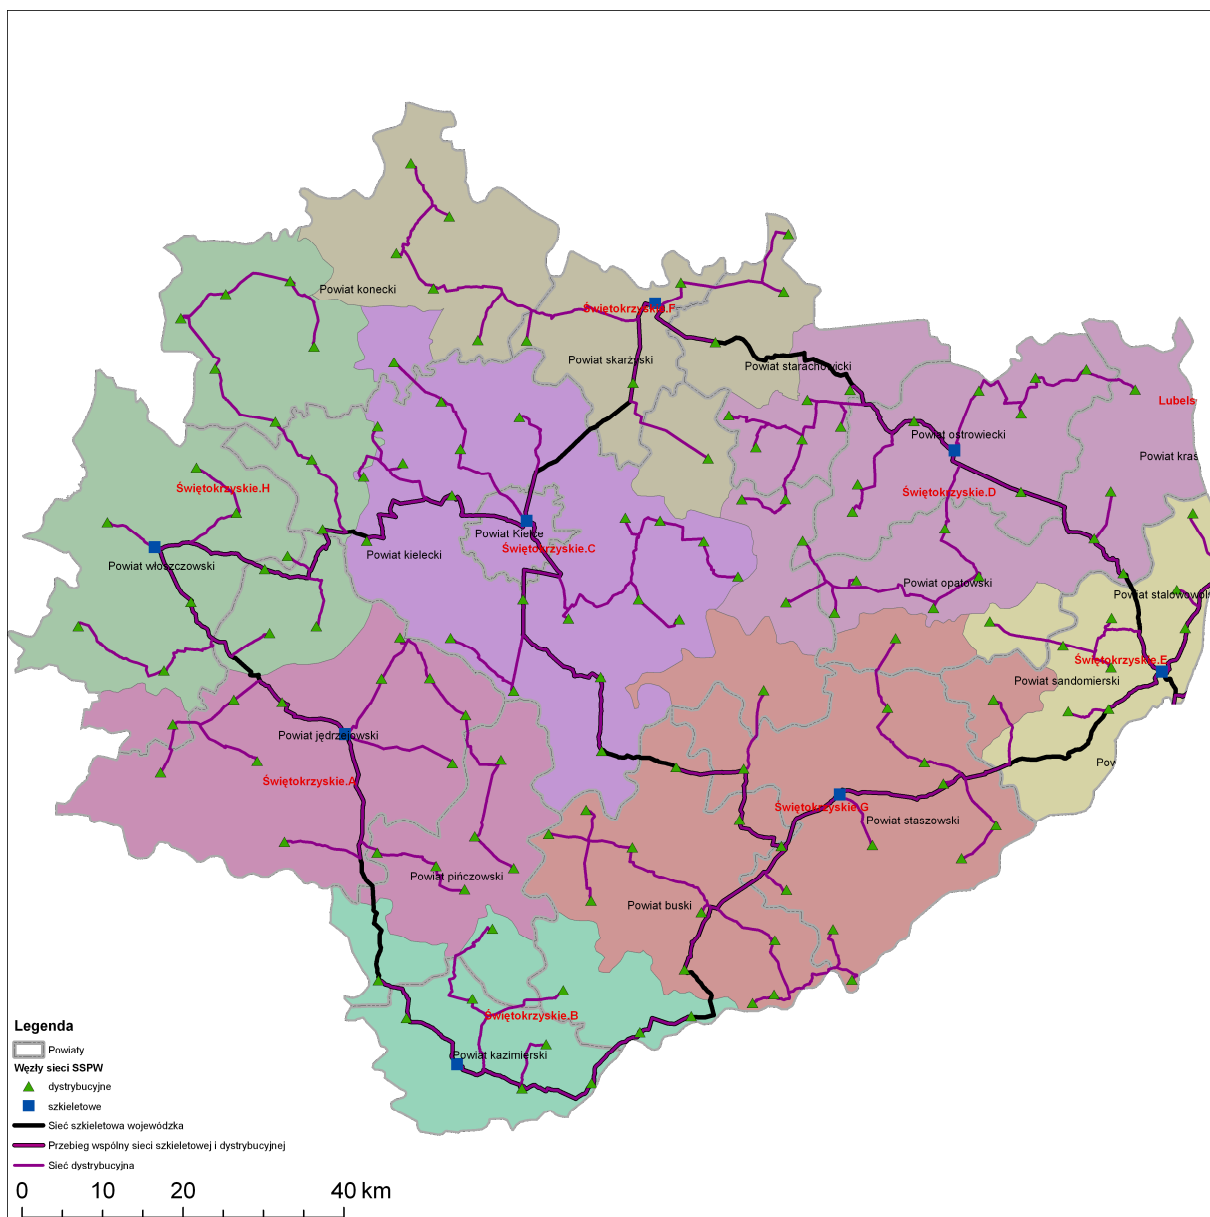 Powiat konecki
Świętokrzyskie.F
Powiat skarżyski
Powiat starachowicki
Lubels
Powiat ostrowiecki
Powiat kras
Świętokrzyskie.H
Świętokrzyskie.D
Powiat Kielce
Świętokrzyskie.C
Powiat kielecki
Powiat włoszczowski
Powiat opatowski
Powiat stalowowols
Świętokrzyskie.E
Powiat sandomierski
Powiat jędrzejowski
Pow
Świętokrzyskie.A
Świętokrzyskie.G
Powiat staszowski
Powiat pińczowski
Powiat buski
Świętokrzyskie.B
Powiat kazimierski
Legenda
Powiaty
Węzły sieci SSPW
dystrybucyjne
szkieletowe
Sieć szkieletowa wojewódzka
Przebieg wspólny sieci szkieletowej i dystrybucyjnej
Sieć dystrybucyjna
0 10 20 40 km